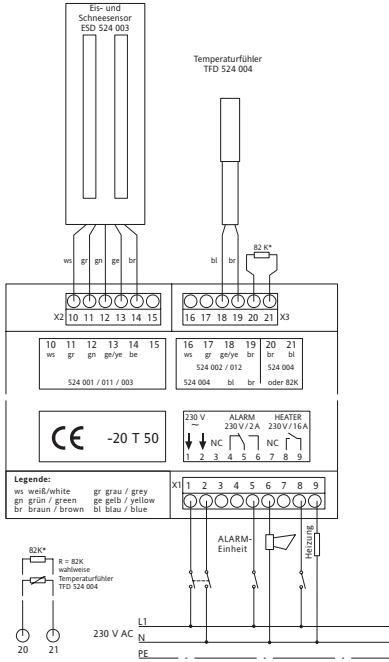 Eis- und
Schneesensor
ESD 524 003
Temperaturfühler
TFD 524 004
ws gr gn ge br
bl br
82 K*
X2 10 11 12 13 14 15
16 17 18 19 20 21 X3
10 11 12 13 14 15
ws gr gn ge/ye be
524 001 / 011 / 003
16 17 18 19 20 21
ws gr ge/ye br br bl
524 002 / 012 524 004
524 004 bl br oder 82K
CE -20 T 50
230 V ALARM HEATER
~ 230 V / 2 A 230 V / 16 A
NC NC
1 2 3 4 5 6 7 8 9
Legende:
ws weiß/white gr grau / grey
gn grün / green ge gelb / yellow
br braun / brown bl blau / blue
X1 1 2 3 4 5 6 7 8 9
ALARM-
Einheit
Heizung
82K*
R = 82K
wahlweise
Temperaturfühler
TFD 524 004
20 21
230 V AC
L1
N
PE